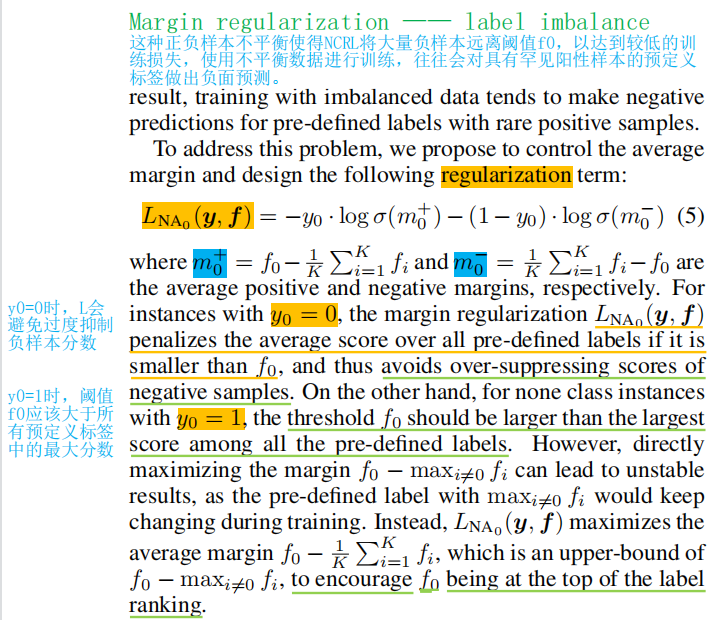 Margin regularization —— label imbalance
这种正负样本不平衡使得NCRL将大量负样本远离阈值f0，以达到较低的训
练损失，使用不平衡数据进行训练，往往会对具有罕见阳性样本的预定义
标签做出负面预测。
result, training with imbalanced data tends to make negative
predictions for pre-defined labels with rare positive samples.
To address this problem, we propose to control the average
margin and design the following regularization term:
L_{NA_0}(y, f) = −y_0 · log σ(m_0^+) − (1 − y_0) · log σ(m_0^−) (5)
where m_0^+ = f_0 − \frac{1}{K} \sum_{i=1}^{K} f_i and m_0^− = \frac{1}{K} \sum_{i=1}^{K} f_i − f_0 are
the average positive and negative margins, respectively. For
instances with y_0 = 0, the margin regularization L_{NA_0}(y, f)
penalizes the average score over all pre-defined labels if it is
smaller than f_0, and thus avoids over-suppressing scores of
negative samples. On the other hand, for none class instances
with y_0 = 1, the threshold f_0 should be larger than the largest
score among all the pre-defined labels. However, directly
maximizing the margin f_0 − max_{i≠0} f_i can lead to unstable
results, as the pre-defined label with max_{i≠0} f_i would keep
changing during training. Instead, L_{NA_0}(y, f) maximizes the
average margin f_0 − \frac{1}{K} \sum_{i=1}^{K} f_i, which is an upper-bound of
f_0 − max_{i≠0} f_i, to encourage f_0 being at the top of the label
ranking.
y0=0时，L会
避免过度抑制
负样本分数
y0=1时，阈值
f0应该大于所
有预定义标签
中的最大分数